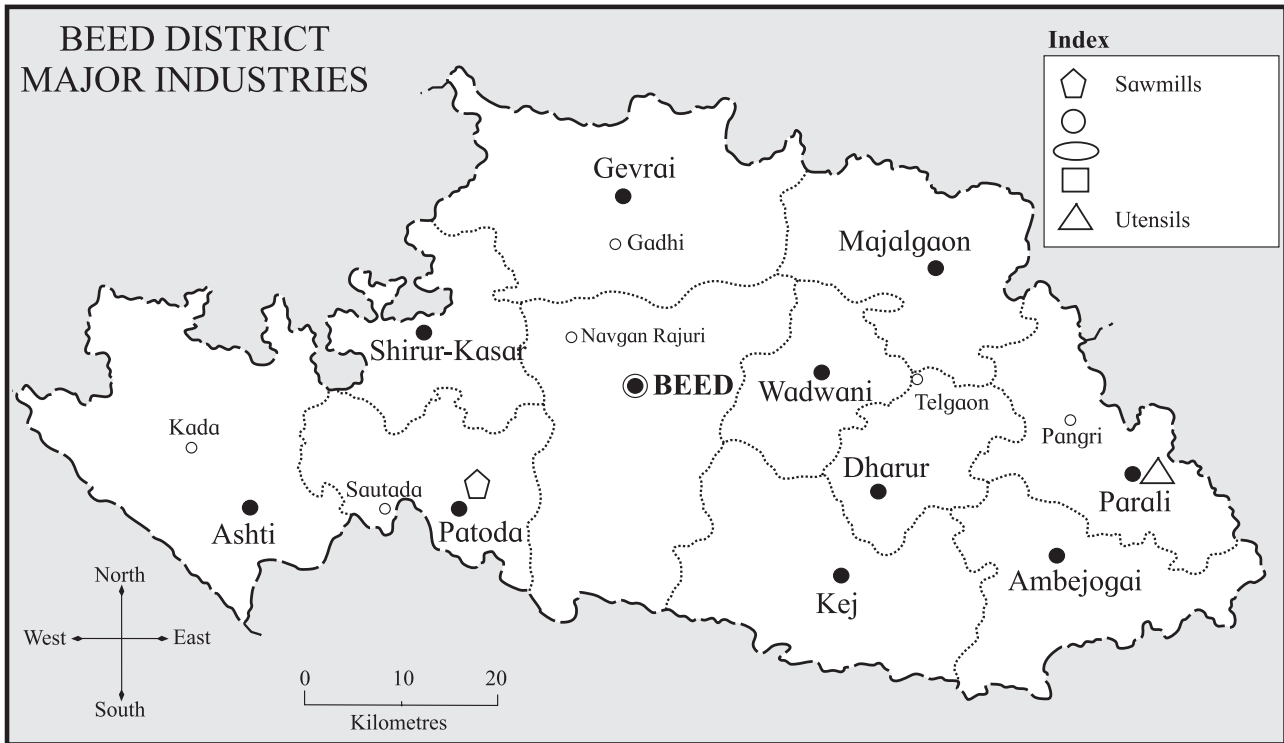 BEED DISTRICT
MAJOR INDUSTRIES
Index
Sawmills
Utensils
Gevrai
Gadhi
Majalgaon
Shirur-Kasar
Navgan Rajuri
BEED
Wadwani
Telgaon
Kada
Pangri
Dharur
Parali
Sautada
Ashti
Patoda
Ambejogai
Kej
North
West
East
South
0 10 20
Kilometres